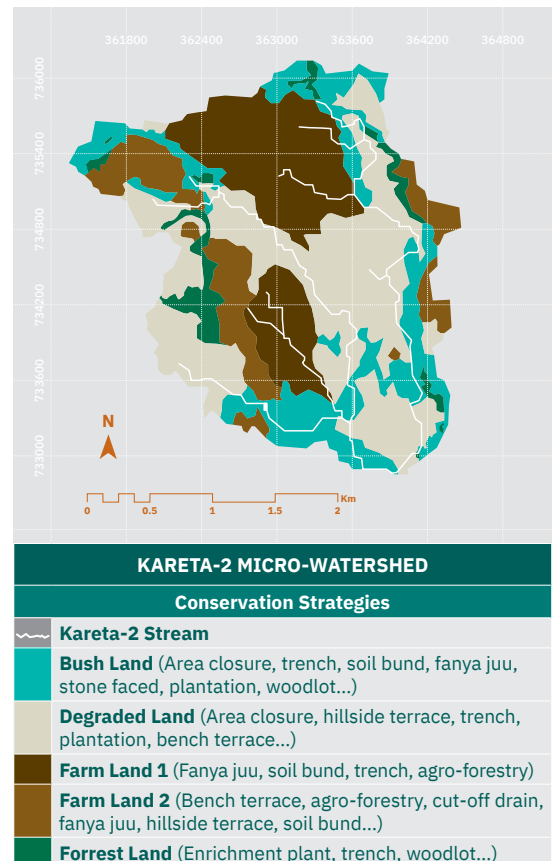 361800 362400 363000 363600 364200 364800
736000
735400
734800
734200
733600
733000
N
Km
0 0.5 1 1.5 2
KARETA-2 MICRO-WATERSHED
Conservation Strategies
Kareta-2 Stream
Bush Land (Area closure, trench, soil bund, fanya juu,
stone faced, plantation, woodlot...)
Degraded Land (Area closure, hillside terrace, trench,
plantation, bench terrace...)
Farm Land 1 (Fanya juu, soil bund, trench, agro-forestry)
Farm Land 2 (Bench terrace, agro-forestry, cut-off drain,
fanya juu, hillside terrace, soil bund...)
Forrest Land (Enrichment plant, trench, woodlot...)